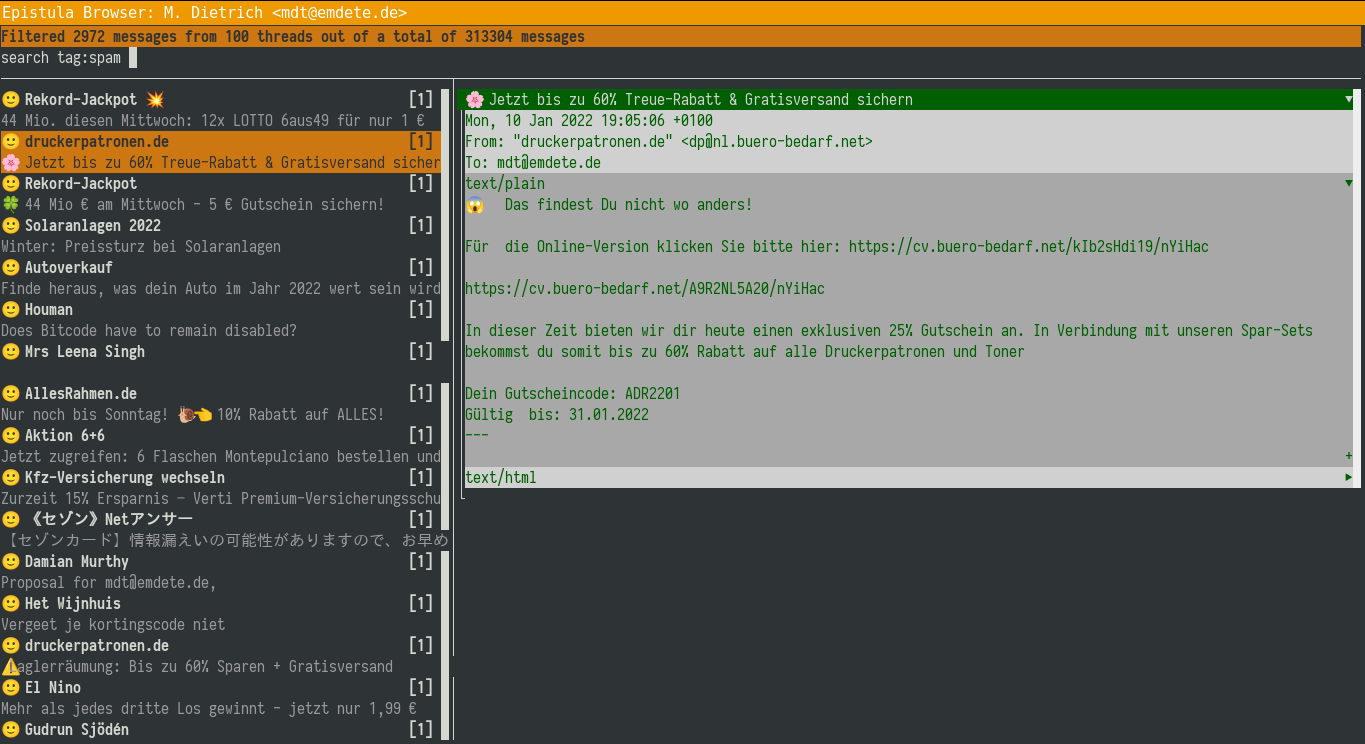 Epistula Browser: M. Dietrich <mdt@emdete.de>
Filtered 2972 messages from 100 threads out of a total of 313304 messages
search tag:spam
🙂 Rekord-Jackpot 💥 [1]
44 Mio. diesen Mittwoch: 12x LOTTO 6aus49 für nur 1 €
🙂 druckerpatronen.de [1]
🌸 Jetzt bis zu 60% Treue-Rabatt & Gratisversand sicher
🙂 Rekord-Jackpot [1]
🍀 44 Mio € am Mittwoch – 5 € Gutschein sichern!
🙂 Solaranlagen 2022 [1]
Winter: Preissturz bei Solaranlagen
🙂 Autoverkauf [1]
Finde heraus, was dein Auto im Jahr 2022 wert sein wird
🙂 Houman [1]
Does Bitcode have to remain disabled?
🙂 Mrs Leena Singh [1]
🙂 AllesRahmen.de [1]
Nur noch bis Sonntag! 🐌👈 10% Rabatt auf ALLES!
🙂 Aktion 6+6 [1]
Jetzt zugreifen: 6 Flaschen Montepulciano bestellen und
🙂 Kfz-Versicherung wechseln [1]
Zurzeit 15% Ersparnis – Verti Premium-Versicherungsschu
🙂 《セゾン》Netアンサー [1]
【セゾンカード】情報漏えいの可能性がありますので、お早め
🙂 Damian Murthy [1]
Proposal for mdt@emdete.de,
🙂 Het Wijnhuis [1]
Vergeet je kortingscode niet
🙂 druckerpatronen.de [1]
⚠️Laglerräumung: Bis zu 60% Sparen + Gratisversand
🙂 El Nino [1]
Mehr als jedes dritte Los gewinnt – jetzt nur 1,99 €
🙂 Gudrun Sjödén [1]
🌸 Jetzt bis zu 60% Treue-Rabatt & Gratisversand sichern ▼
Mon, 10 Jan 2022 19:05:06 +0100
From: "druckerpatronen.de" <dp@nl.buero-bedarf.net>
To: mdt@emdete.de
text/plain ▼
😱 Das findest Du nicht wo anders!
Für die Online-Version klicken Sie bitte hier: https://cv.buero-bedarf.net/kIb2sHdi19/nYiHac
https://cv.buero-bedarf.net/A9R2NL5A20/nYiHac
In dieser Zeit bieten wir dir heute einen exklusiven 25% Gutschein an. In Verbindung mit unseren Spar-Sets
bekommst du somit bis zu 60% Rabatt auf alle Druckerpatronen und Toner
Dein Gutscheincode: ADR2201
Gültig bis: 31.01.2022
---
+
text/html ►